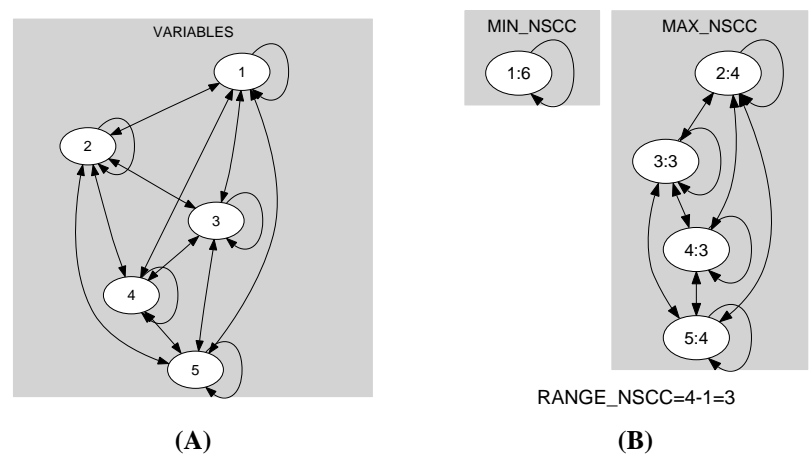 VARIABLES
1
2
3
4
5
(A)
MIN_NSCC
1:6
MAX_NSCC
2:4
3:3
4:3
5:4
RANGE_NSCC=4-1=3
(B)